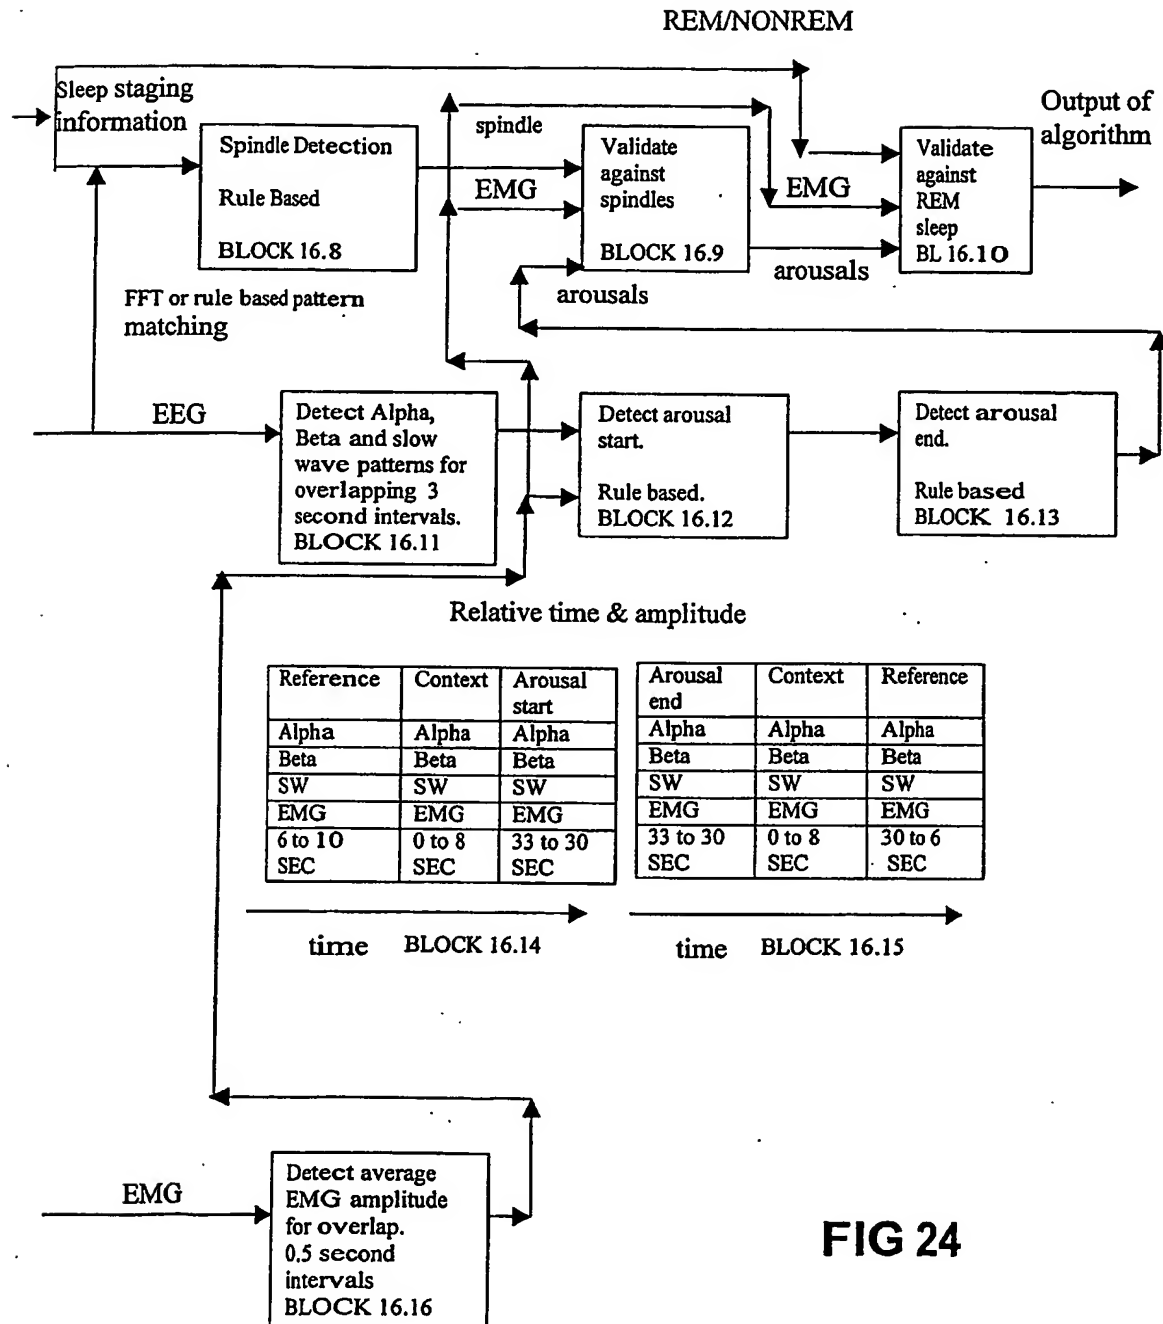 REM/NONREM
Sleep staging
information
Spindle Detection
Rule Based
BLOCK 16.8
spindle
EMG
Validate
against
spindles
BLOCK 16.9
EMG
arousals
arousals
Validate
against
REM
sleep
BL 16.10
Output of
algorithm
FFT or rule based pattern
matching
EEG
Detect Alpha,
Beta and slow
wave patterns for
overlapping 3
second intervals.
BLOCK 16.11
Detect arousal
start.
Rule based.
BLOCK 16.12
Detect arousal
end.
Rule based
BLOCK 16.13
Relative time & amplitude
Reference Context Arousal
start
Alpha Alpha Alpha
Beta Beta Beta
SW SW SW
EMG EMG EMG
6 to 10 0 to 8 33 to 30
SEC SEC SEC
time BLOCK 16.14
Arousal Context Reference
end
Alpha Alpha Alpha
Beta Beta Beta
SW SW SW
EMG EMG EMG
33 to 30 0 to 8 30 to 6
SEC SEC SEC
time BLOCK 16.15
EMG
Detect average
EMG amplitude
for overlap.
0.5 second
intervals
BLOCK 16.16
FIG 24